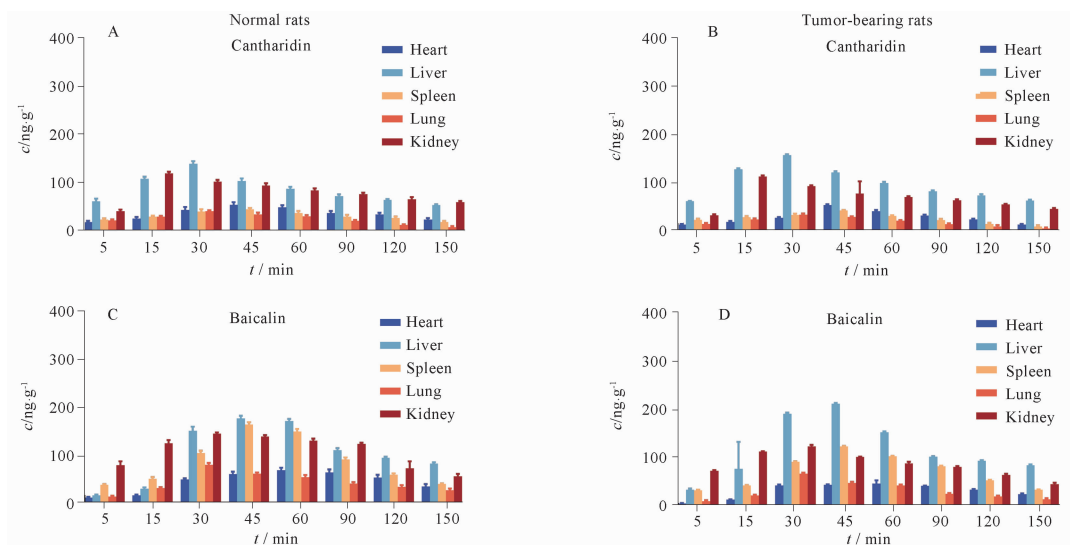 Normal rats
A
Cantharidin
Heart
Liver
Spleen
Lung
Kidney
c/ng·g-1
400
300
200
100
0
5 15 30 45 60 90 120 150
t / min
Tumor-bearing rats
B
Cantharidin
Heart
Liver
Spleen
Lung
Kidney
c/ng·g-1
400
300
200
100
0
5 15 30 45 60 90 120 150
t / min
C
Baicalin
Heart
Liver
Spleen
Lung
Kidney
c/ng·g-1
400
300
200
100
0
5 15 30 45 60 90 120 150
t / min
D
Baicalin
Heart
Liver
Spleen
Lung
Kidney
c/ng·g-1
400
300
200
100
0
5 15 30 45 60 90 120 150
t / min